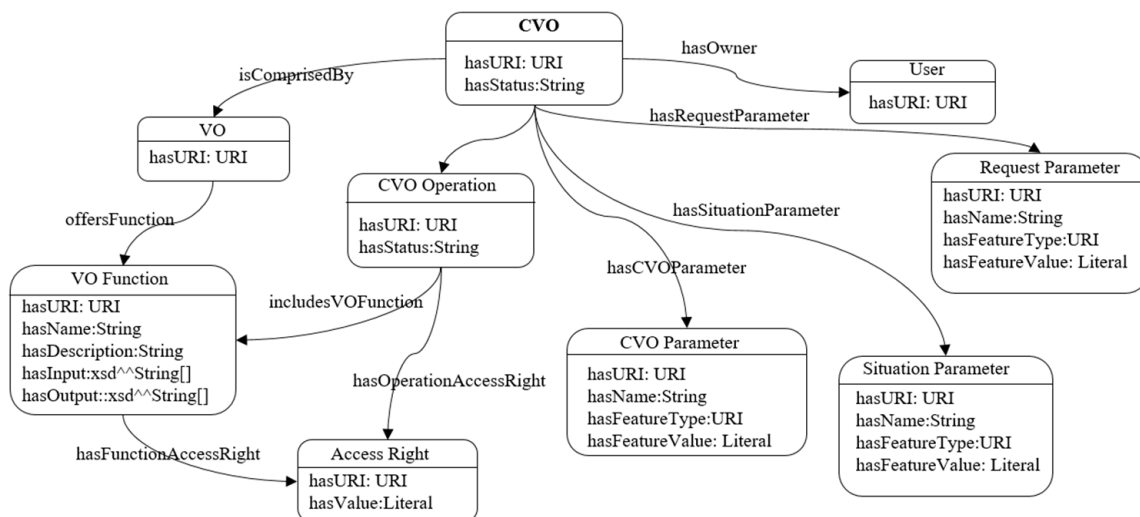 CVO
hasURI: URI
hasStatus:String
hasOwner
isComprisedBy
User
hasURI: URI
hasRequestParameter
VO
hasURI: URI
Request Parameter
hasURI: URI
hasName:String
hasFeatureType:URI
hasFeatureValue: Literal
CVO Operation
hasURI: URI
hasStatus:String
offersFunction
hasSituationParameter
hasCVOParameter
VO Function
hasURI: URI
hasName:String
hasDescription:String
hasInput:xsd^^String[]
hasOutput::xsd^^String[]
includesVOFunction
CVO Parameter
hasURI: URI
hasName:String
hasFeatureType:URI
hasFeatureValue: Literal
Situation Parameter
hasURI: URI
hasName:String
hasFeatureType:URI
hasFeatureValue: Literal
hasOperationAccessRight
hasFunctionAccessRight
Access Right
hasURI: URI
hasValue:Literal